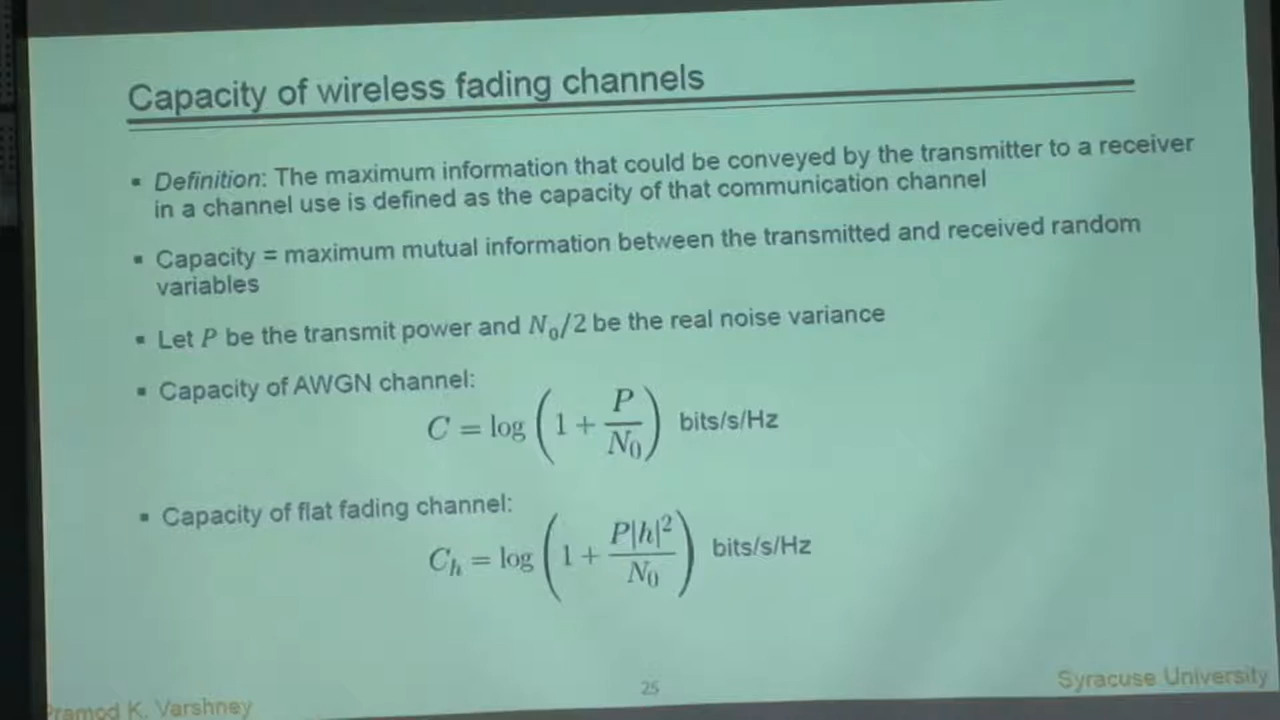 Capacity of wireless fading channels
▪ Definition: The maximum information that could be conveyed by the transmitter to a receiver
in a channel use is defined as the capacity of that communication channel
▪ Capacity = maximum mutual information between the transmitted and received random
variables
▪ Let P be the transmit power and N₀/2 be the real noise variance
▪ Capacity of AWGN channel:
C = log (1 + P/N₀) bits/s/Hz
▪ Capacity of flat fading channel:
Cₕ = log (1 + P|h|²/N₀) bits/s/Hz
Pramod K. Varshney
25
Syracuse University